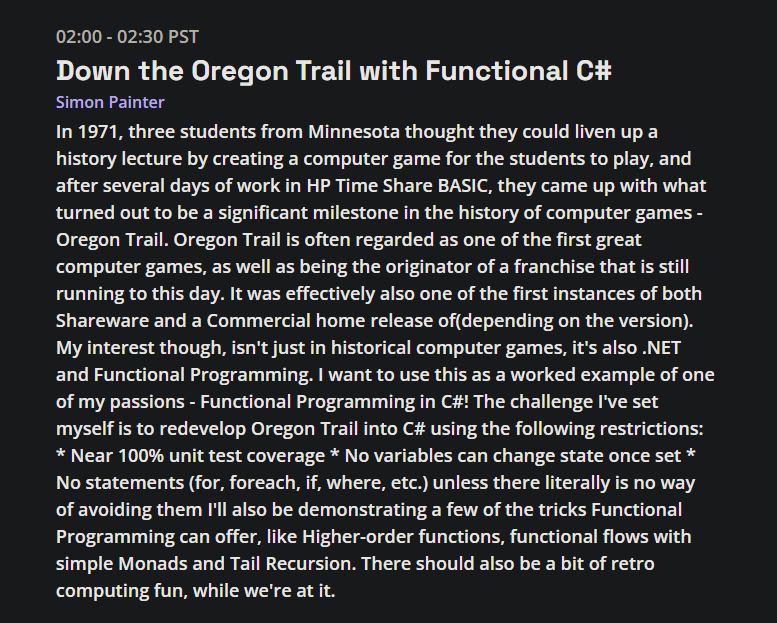 02:00 - 02:30 PST
Down the Oregon Trail with Functional C#
Simon Painter
In 1971, three students from Minnesota thought they could liven up a
history lecture by creating a computer game for the students to play, and
after several days of work in HP Time Share BASIC, they came up with what
turned out to be a significant milestone in the history of computer games -
Oregon Trail. Oregon Trail is often regarded as one of the first great
computer games, as well as being the originator of a franchise that is still
running to this day. It was effectively also one of the first instances of both
Shareware and a Commercial home release of(depending on the version).
My interest though, isn't just in historical computer games, it's also .NET
and Functional Programming. I want to use this as a worked example of one
of my passions - Functional Programming in C#! The challenge I've set
myself is to redevelop Oregon Trail into C# using the following restrictions:
* Near 100% unit test coverage * No variables can change state once set *
No statements (for, foreach, if, where, etc.) unless there literally is no way
of avoiding them I'll also be demonstrating a few of the tricks Functional
Programming can offer, like Higher-order functions, functional flows with
simple Monads and Tail Recursion. There should also be a bit of retro
computing fun, while we're at it.